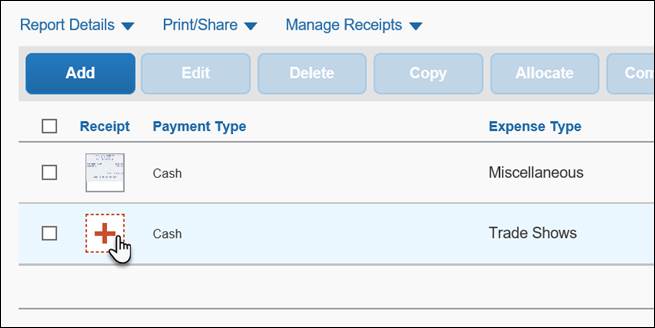 Report Details Print/Share Manage Receipts
Add Edit Delete Copy Allocate Com
Receipt Payment Type Expense Type
Cash Miscellaneous
Cash Trade Shows